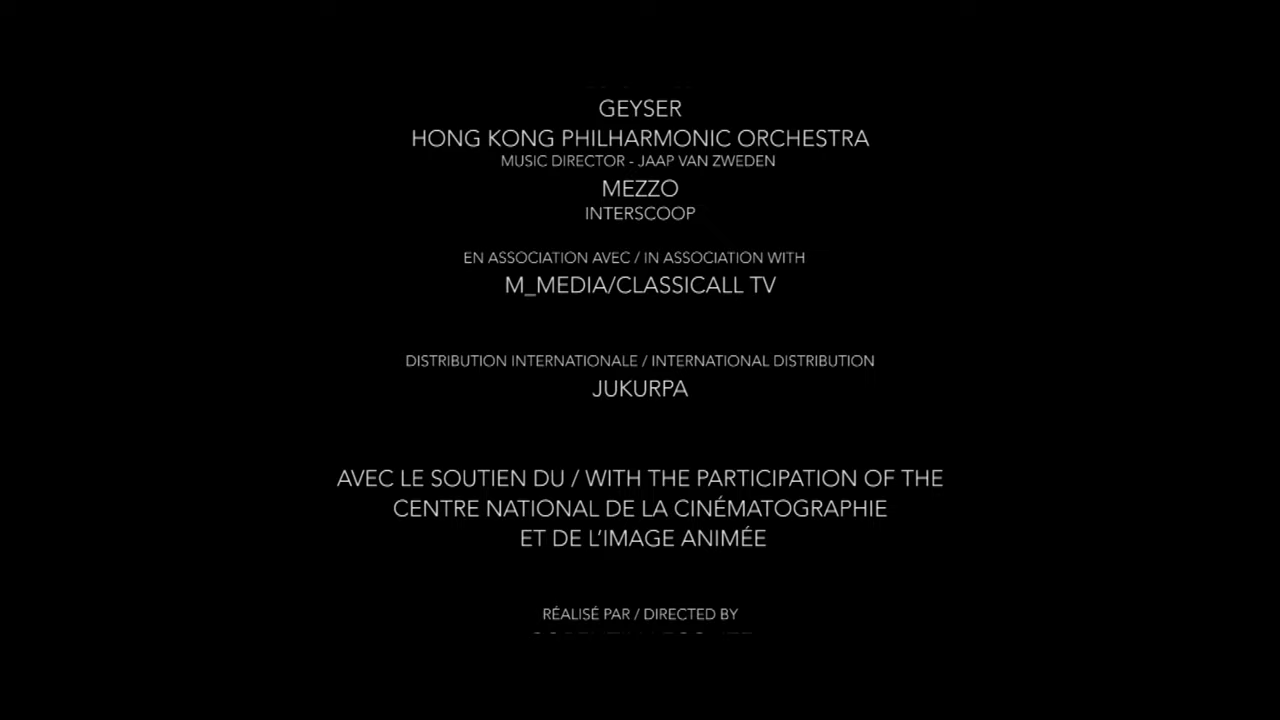 GEYSER
HONG KONG PHILHARMONIC ORCHESTRA
MUSIC DIRECTOR - JAAP VAN ZWEDEN
MEZZO
INTERSCOOP
EN ASSOCIATION AVEC / IN ASSOCIATION WITH
M_MEDIA/CLASSICALL TV
DISTRIBUTION INTERNATIONALE / INTERNATIONAL DISTRIBUTION
JUKURPA
AVEC LE SOUTIEN DU / WITH THE PARTICIPATION OF THE
CENTRE NATIONAL DE LA CINÉMATOGRAPHIE
ET DE L’IMAGE ANIMÉE
RÉALISÉ PAR / DIRECTED BY